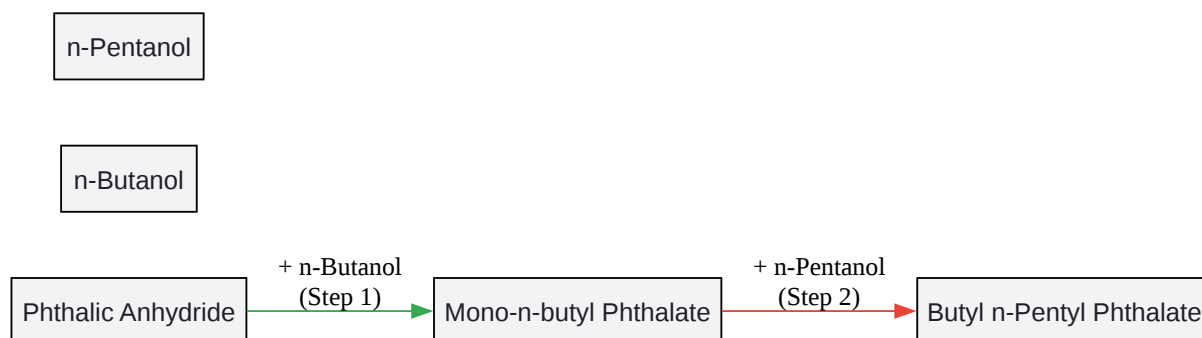 n-Pentanol
n-Butanol
+ n-Butanol
(Step 1)
+ n-Pentanol
(Step 2)
Phthalic Anhydride
Mono-n-butyl Phthalate
Butyl n-Pentyl Phthalate